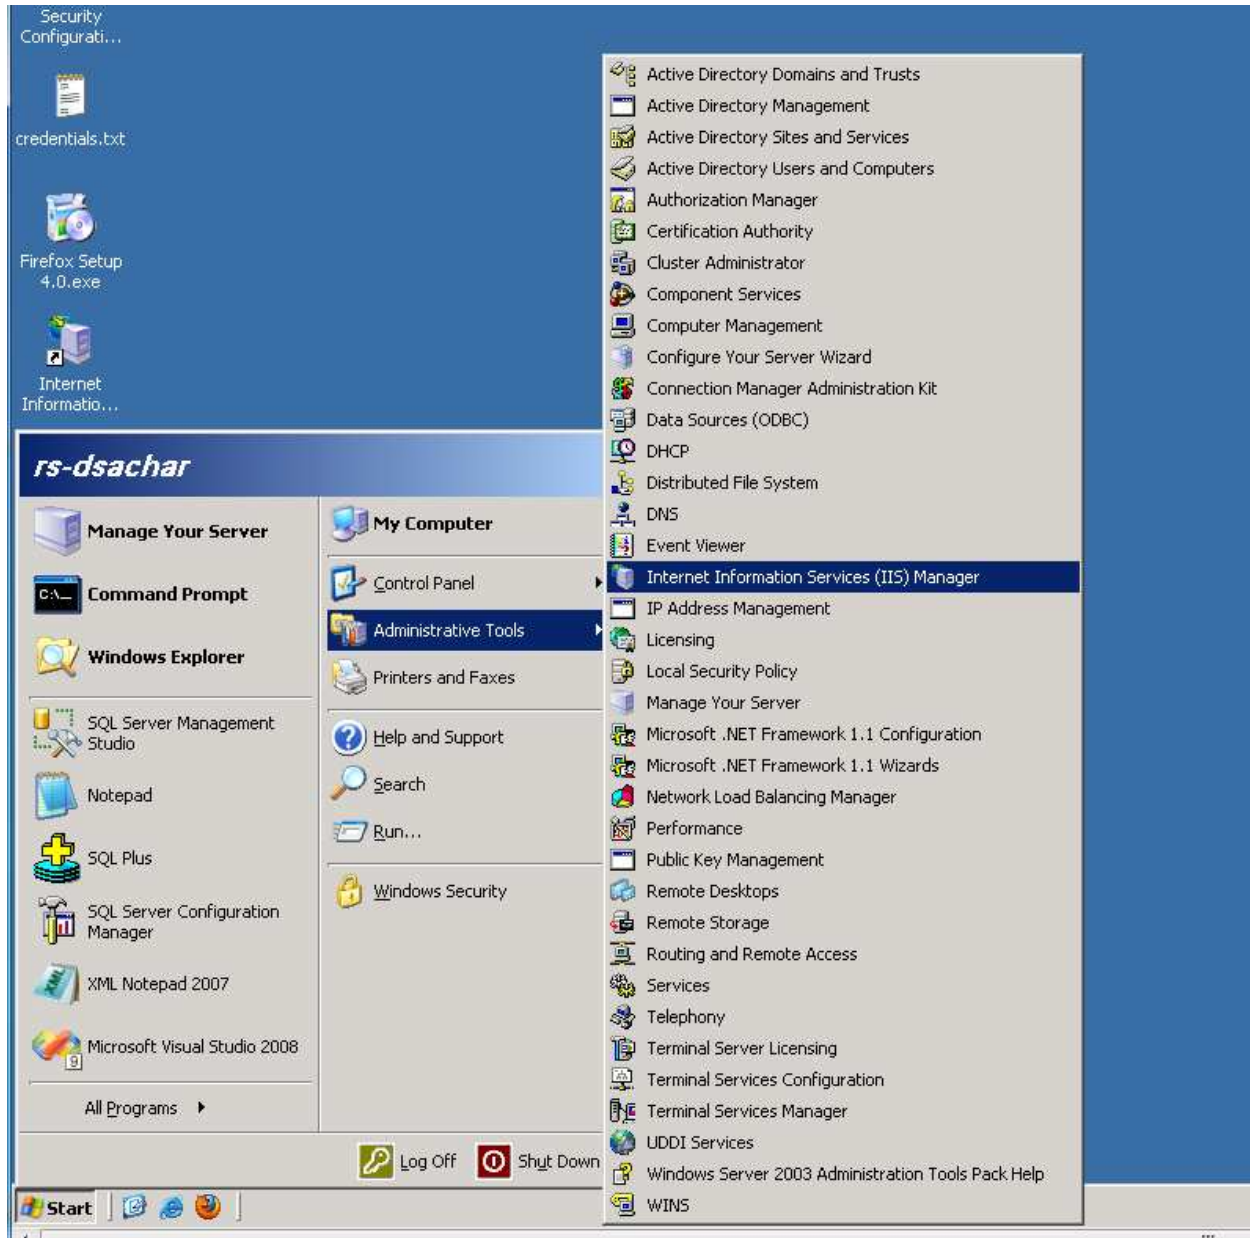 Security
Configurati...
credentials.txt
Firefox Setup
4.0.exe
Internet
Informatio...
rs-dsachar
Manage Your Server
Command Prompt
Windows Explorer
SQL Server Management
Studio
Notepad
SQL Plus
SQL Server Configuration
Manager
XML Notepad 2007
Microsoft Visual Studio 2008
All Programs
My Computer
Control Panel
Administrative Tools
Printers and Faxes
Help and Support
Search
Run...
Windows Security
Log Off
Shut Down
Start
Active Directory Domains and Trusts
Active Directory Management
Active Directory Sites and Services
Active Directory Users and Computers
Authorization Manager
Certification Authority
Cluster Administrator
Component Services
Computer Management
Configure Your Server Wizard
Connection Manager Administration Kit
Data Sources (ODBC)
DHCP
Distributed File System
DNS
Event Viewer
Internet Information Services (IIS) Manager
IP Address Management
Licensing
Local Security Policy
Manage Your Server
Microsoft .NET Framework 1.1 Configuration
Microsoft .NET Framework 1.1 Wizards
Network Load Balancing Manager
Performance
Public Key Management
Remote Desktops
Remote Storage
Routing and Remote Access
Services
Telephony
Terminal Server Licensing
Terminal Services Configuration
Terminal Services Manager
UDDI Services
Windows Server 2003 Administration Tools Pack Help
WINS